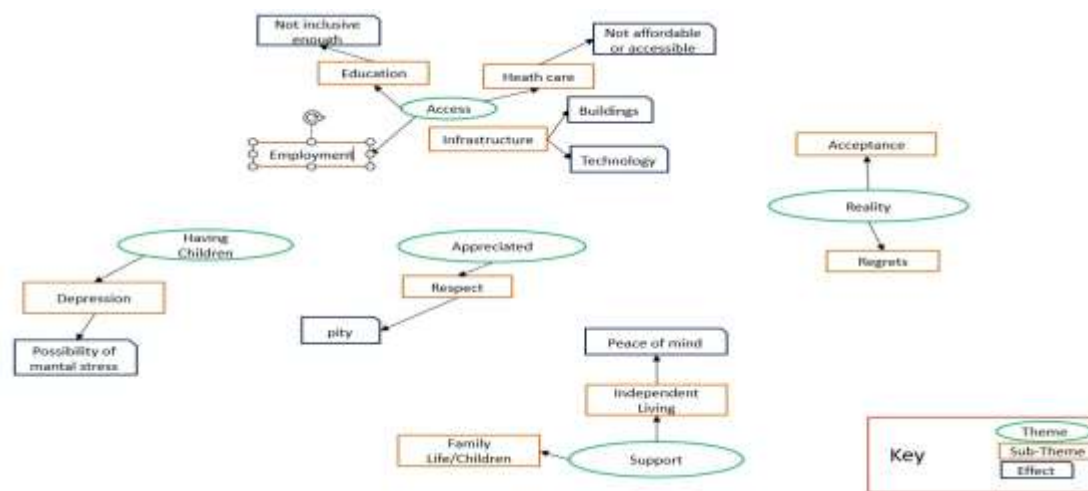 Not inclusive
enough
Not affordable
or accessible
Education
Heath care
Access
Buildings
Infrastructure
Employment
Technology
Acceptance
Reality
Regrets
Having
Children
Appreciated
Depression
Respect
pity
Possibility of
mantal stress
Peace of mind
Independent
Living
Family
Life/Children
Support
Key
Theme
Sub-Theme
Effect